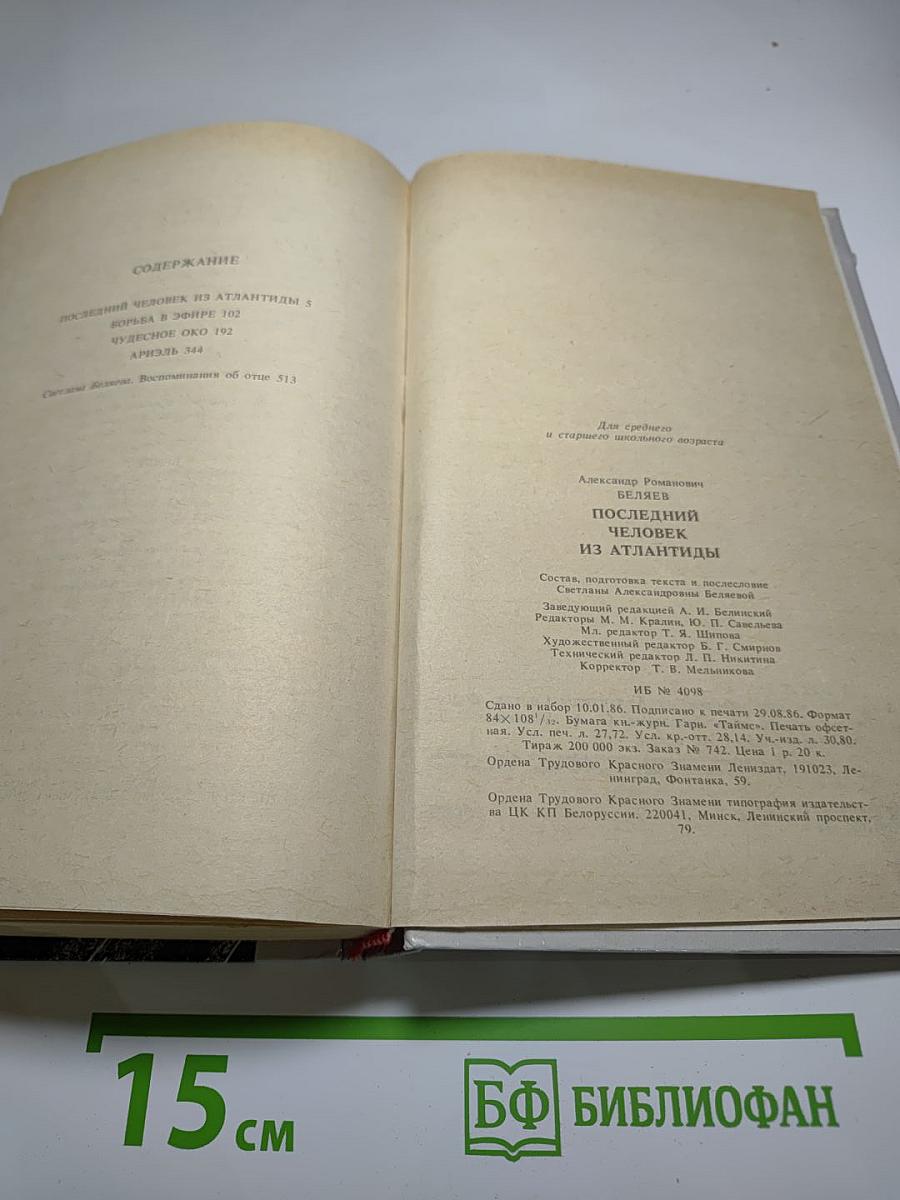 СОДЕРЖАНИЕ
ПОСЛЕДНИЙ ЧЕЛОВЕК ИЗ АТЛАНТИДЫ 5
БОРЬБА В ЭФИРЕ 102
ЧУДЕСНОЕ ОКО 192
АРИЭЛЬ 344
Светлана Беляева. Воспоминания об отце 513
Для среднего
и старшего школьного возраста
Александр Романович
БЕЛЯЕВ
ПОСЛЕДНИЙ
ЧЕЛОВЕК
ИЗ АТЛАНТИДЫ
Состав, подготовка текста и послесловие
Светланы Александровны Беляевой
Заведующий редакцией А. И. Белинский
Редакторы М. М. Кралин, Ю. П. Савельева
Мл. редактор Т. Я. Шипова
Художественный редактор Б. Г. Смирнов
Технический редактор Л. П. Никитина
Корректор Т. В. Мельникова
ИБ № 4098
Сдано в набор 10.01.86. Подписано к печати 29.08.86. Формат
84×108¹/₃₂. Бумага кн.-журн. Гарн. «Таймс». Печать офсет-
ная. Усл. печ. л. 27,72. Усл. кр.-отт. 28,14. Уч.-изд. л. 30,80.
Тираж 200 000 экз. Заказ № 742. Цена 1 р. 20 к.
Ордена Трудового Красного Знамени Лениздат, 191023, Ле-
нинград, Фонтанка, 59.
Ордена Трудового Красного Знамени типография издательст-
ва ЦК КП Белоруссии. 220041, Минск, Ленинский проспект,
79.
15 см
БФ БИБЛИОФАН